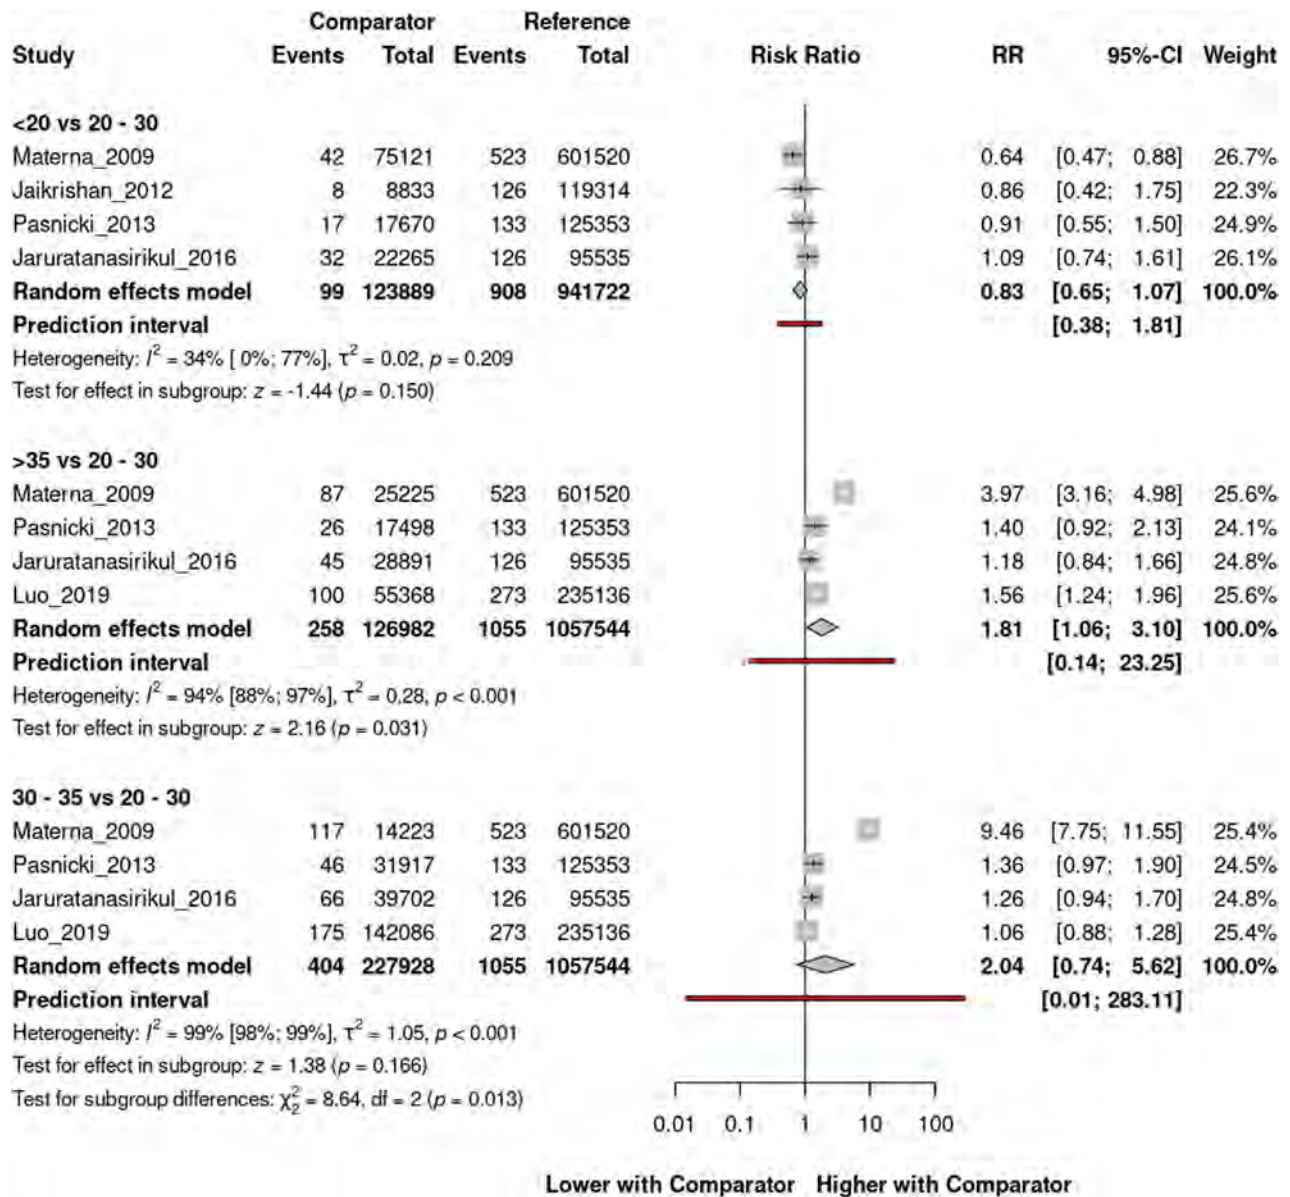 Comparator Reference
Study Events Total Events Total Risk Ratio RR 95%-CI Weight
<20 vs 20 - 30
Materna_2009 42 75121 523 601520 0.64 [0.47; 0.88] 26.7%
Jaikrishan_2012 8 8833 126 119314 0.86 [0.42; 1.75] 22.3%
Pasnicki_2013 17 17670 133 125353 0.91 [0.55; 1.50] 24.9%
Jaruratanasirikul_2016 32 22265 126 95535 1.09 [0.74; 1.61] 26.1%
Random effects model 99 123889 908 941722 0.83 [0.65; 1.07] 100.0%
Prediction interval [0.38; 1.81]
Heterogeneity: I² = 34% [ 0%; 77%], τ² = 0.02, p = 0.209
Test for effect in subgroup: z = -1.44 (p = 0.150)
>35 vs 20 - 30
Materna_2009 87 25225 523 601520 3.97 [3.16; 4.98] 25.6%
Pasnicki_2013 26 17498 133 125353 1.40 [0.92; 2.13] 24.1%
Jaruratanasirikul_2016 45 28891 126 95535 1.18 [0.84; 1.66] 24.8%
Luo_2019 100 55368 273 235136 1.56 [1.24; 1.96] 25.6%
Random effects model 258 126982 1055 1057544 1.81 [1.06; 3.10] 100.0%
Prediction interval [0.14; 23.25]
Heterogeneity: I² = 94% [88%; 97%], τ² = 0.28, p < 0.001
Test for effect in subgroup: z = 2.16 (p = 0.031)
30 - 35 vs 20 - 30
Materna_2009 117 14223 523 601520 9.46 [7.75; 11.55] 25.4%
Pasnicki_2013 46 31917 133 125353 1.36 [0.97; 1.90] 24.5%
Jaruratanasirikul_2016 66 39702 126 95535 1.26 [0.94; 1.70] 24.8%
Luo_2019 175 142086 273 235136 1.06 [0.88; 1.28] 25.4%
Random effects model 404 227928 1055 1057544 2.04 [0.74; 5.62] 100.0%
Prediction interval [0.01; 283.11]
Heterogeneity: I² = 99% [98%; 99%], τ² = 1.05, p < 0.001
Test for effect in subgroup: z = 1.38 (p = 0.166)
Test for subgroup differences: χ²₂ = 8.64, df = 2 (p = 0.013)
0.01 0.1 1 10 100
Lower with Comparator Higher with Comparator